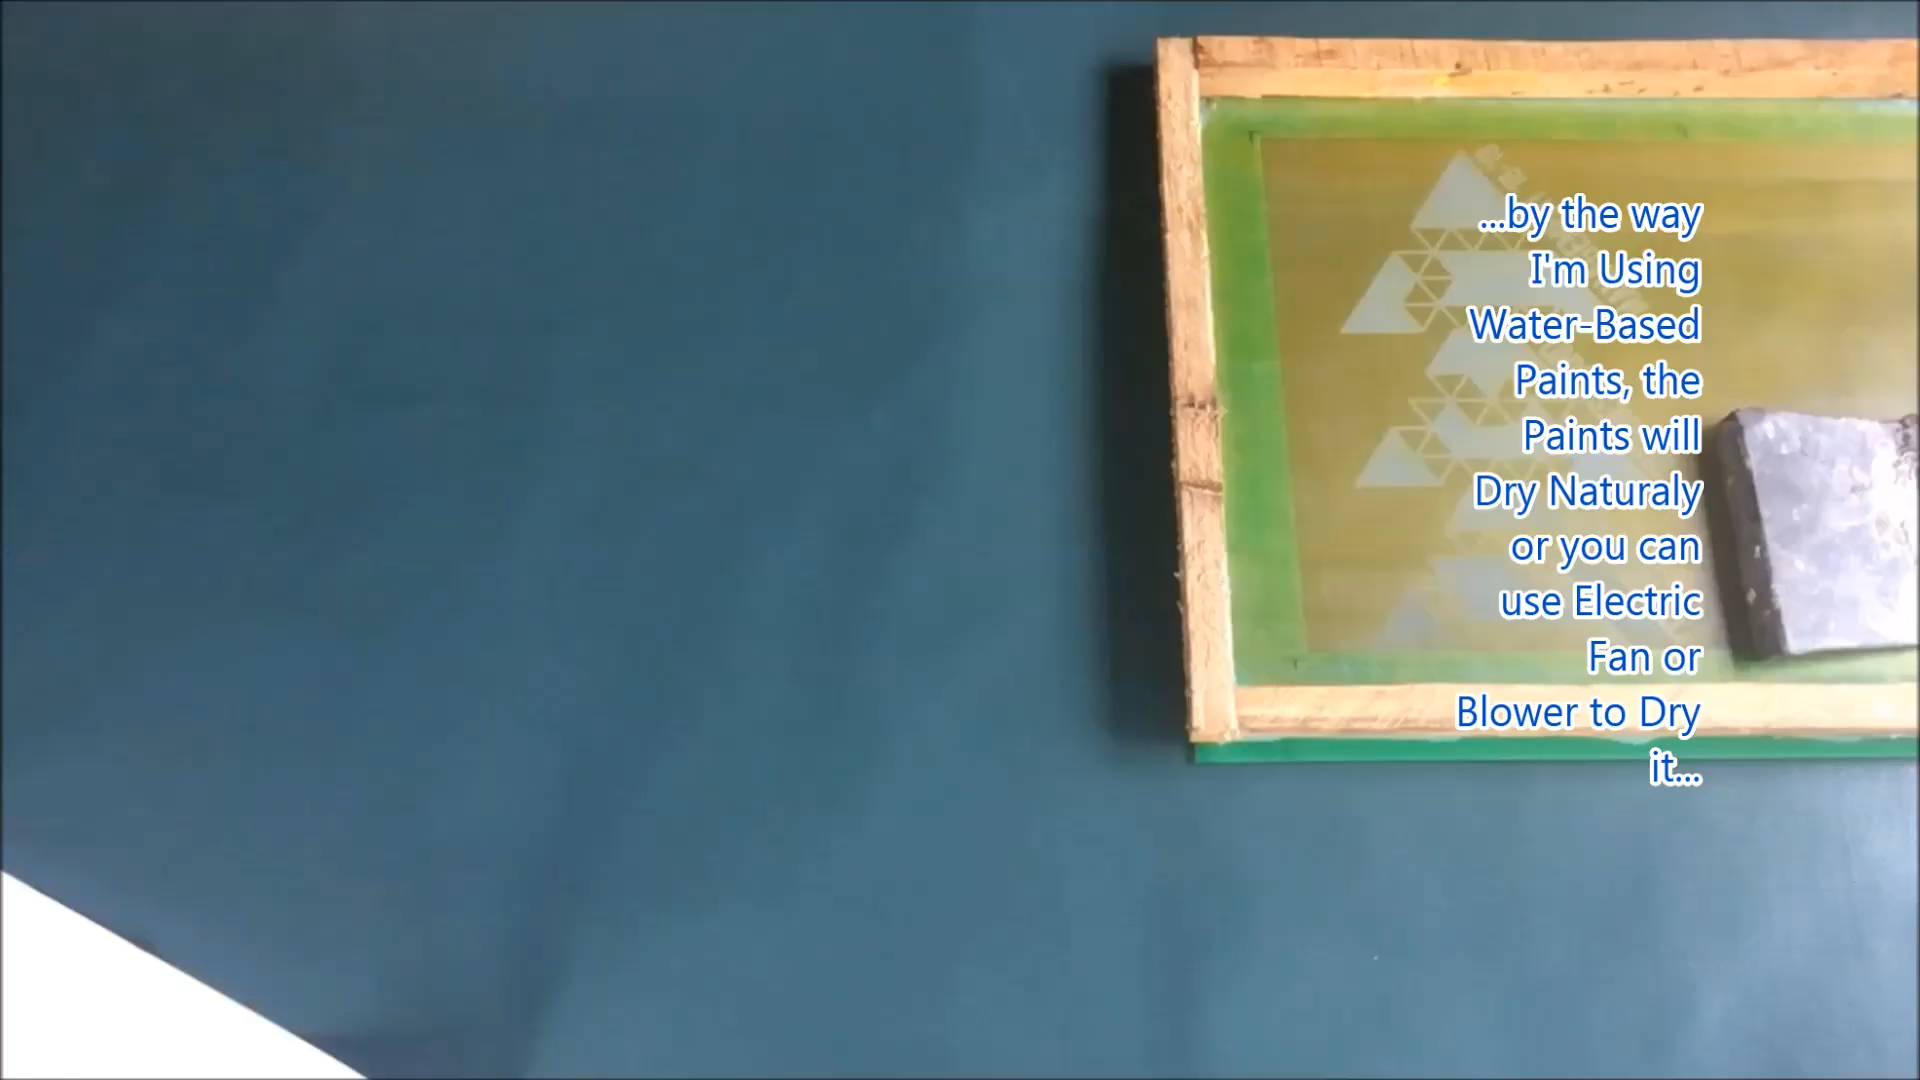 ...by the way
I'm Using
Water-Based
Paints, the
Paints will
Dry Naturaly
or you can
use Electric
Fan or
Blower to Dry
it...